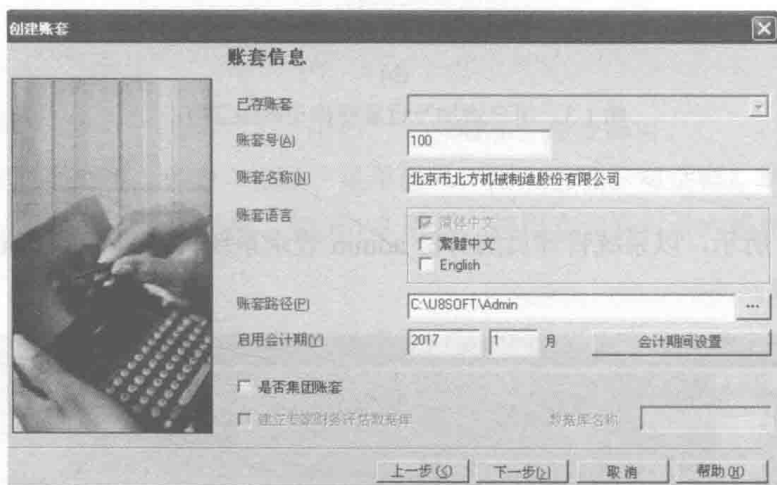 创建账套
账套信息
已存账套
账套号(A)
100
账套名称(N)
北京市北方机械制造股份有限公司
账套语言
简体中文
繁體中文
English
账套路径(P)
C:\U8SOFT\Admin
...
启用会计期(Y)
2017
1
月
会计期间设置
是否集团账套
建立专家财务评估数据库
数据库名称
上一步(<)
下一步(>)
取消
帮助(H)